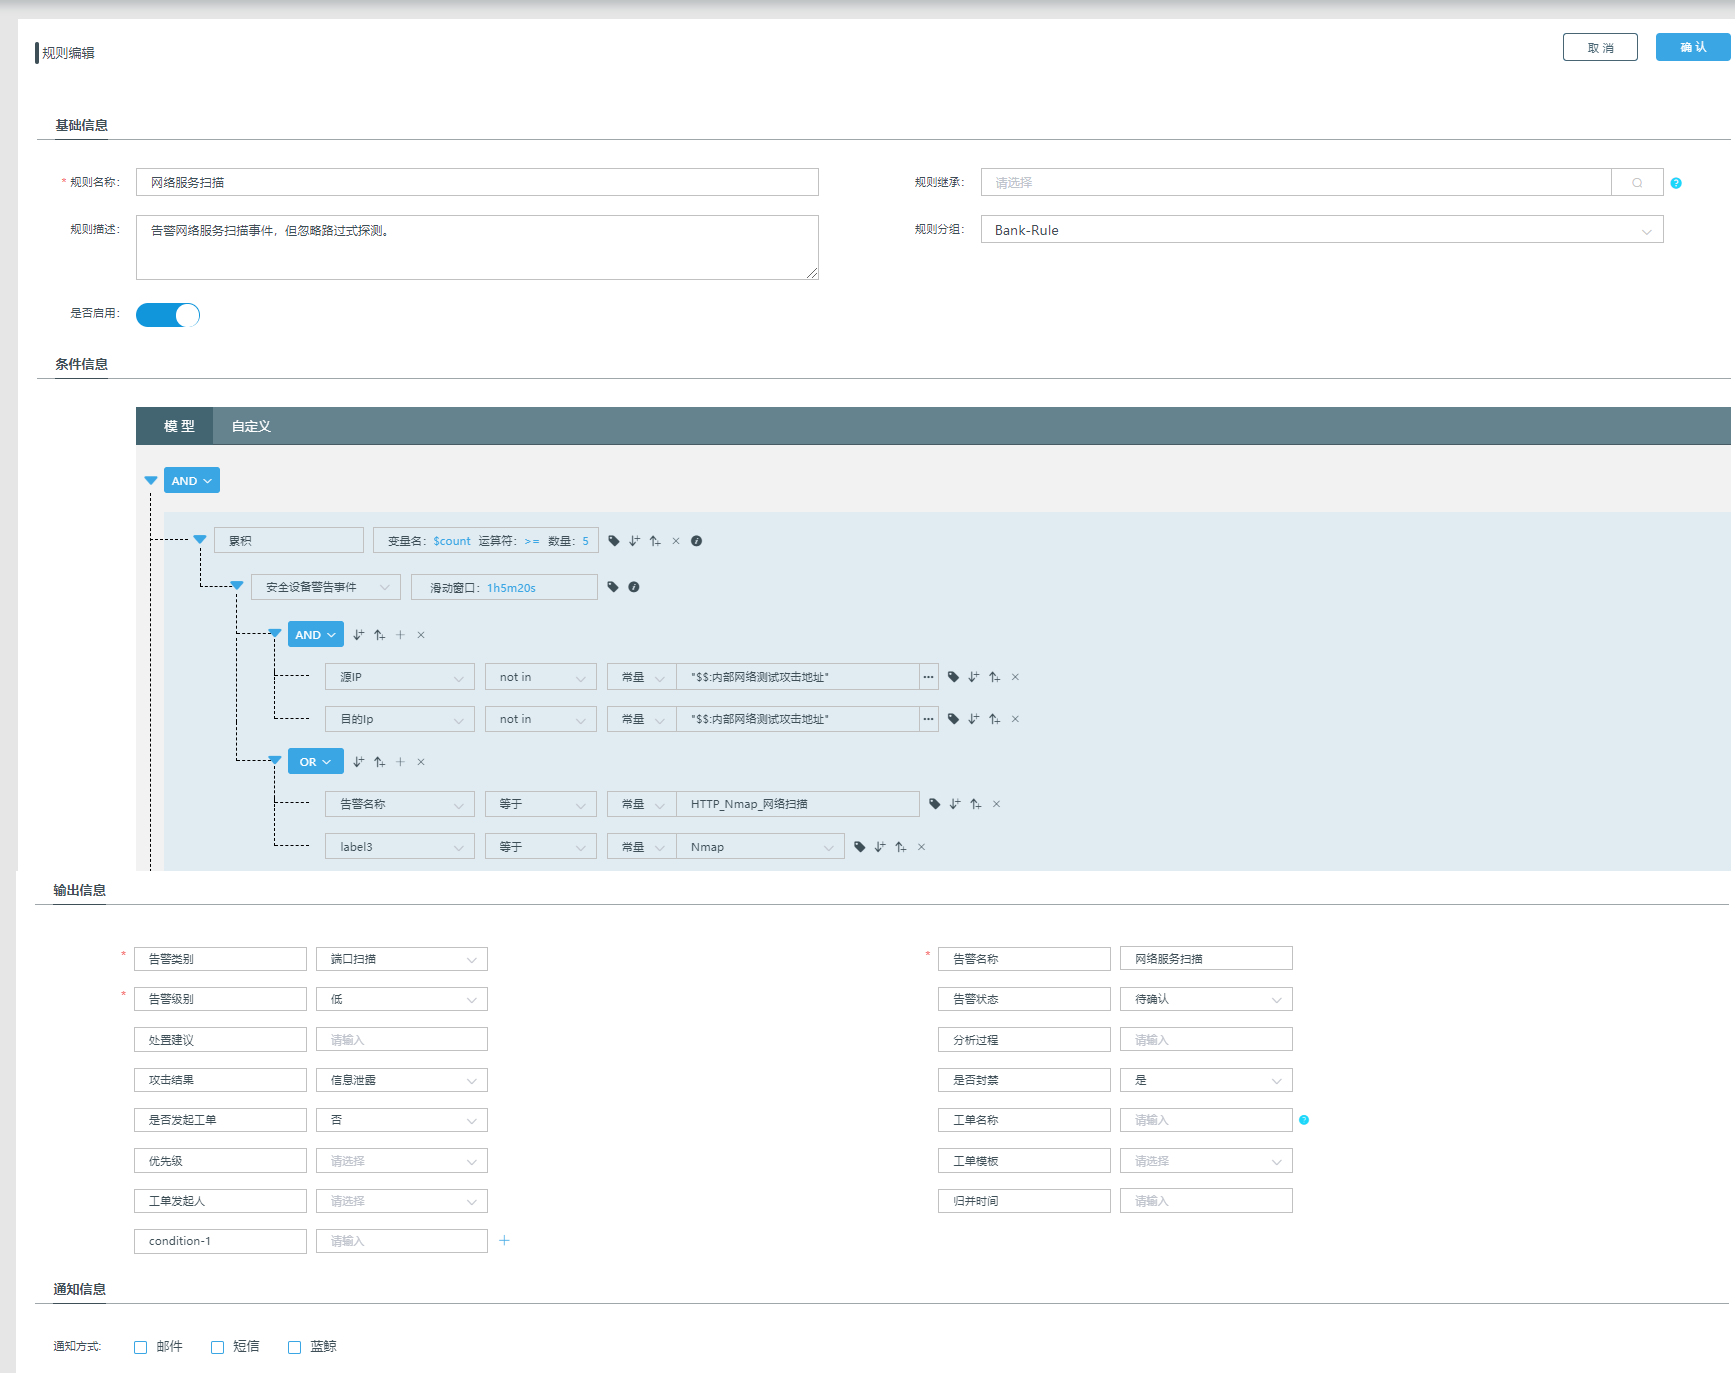 规则编辑
取 消
确 认
基础信息
* 规则名称: 网络服务扫描
规则继承: 请选择
规则描述: 告警网络服务扫描事件，但忽略路过式探测。
规则分组: Bank-Rule
是否启用:
条件信息
模 型 自定义
AND
累积 变量名: $count 运算符: >= 数量: 5
安全设备警告事件 滑动窗口: 1h5m20s
AND
源IP not in 常量 "$$:内部网络测试攻击地址" ...
目的Ip not in 常量 "$$:内部网络测试攻击地址" ...
OR
告警名称 等于 常量 HTTP_Nmap_网络扫描
label3 等于 常量 Nmap
输出信息
* 告警类别 端口扫描
* 告警名称 网络服务扫描
* 告警级别 低
告警状态 待确认
处置建议 请输入
分析过程 请输入
攻击结果 信息泄露
是否封禁 是
是否发起工单 否
工单名称 请输入
优先级 请选择
工单模板 请选择
工单发起人 请选择
归并时间 请输入
condition-1 请输入
通知信息
通知方式: 邮件 短信 蓝鲸